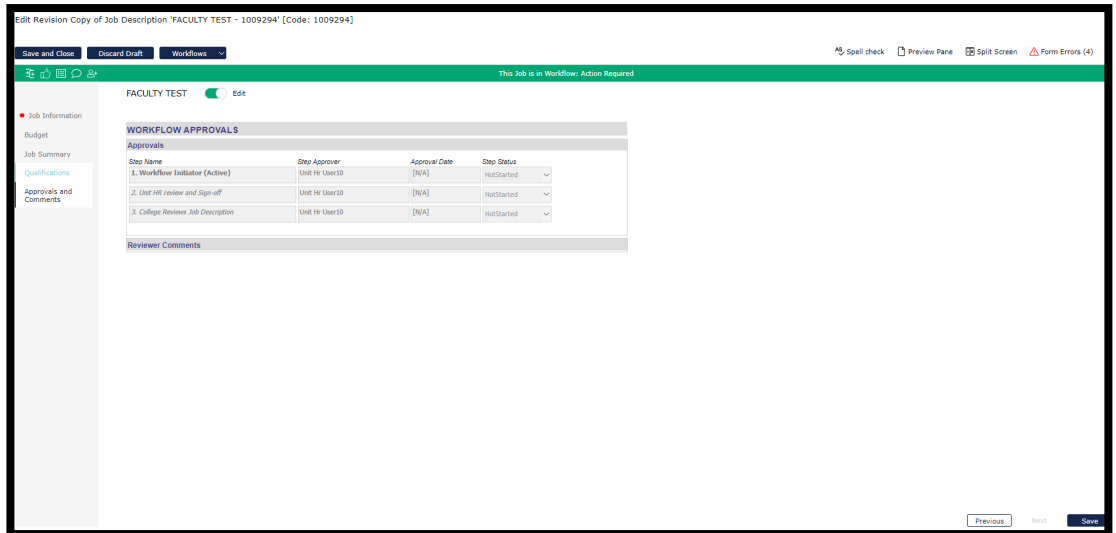 Edit Revision Copy of Job Description 'FACULTY TEST - 1009294' [Code: 1009294]
Save and Close Discard Draft Workflows
Spell check Preview Pane Split Screen Form Errors (4)
This Job is in Workflow: Action Required
FACULTY TEST Edit
Job Information
Budget
Job Summary
Qualifications
Approvals and
Comments
WORKFLOW APPROVALS
Approvals
Step Name Step Approver Approval Date Step Status
1. Workflow Initiator (Active) Unit Hr User10 [N/A] NotStarted
2. Unit HR review and Sign-off Unit Hr User10 [N/A] NotStarted
3. College Reviews Job Description Unit Hr User10 [N/A] NotStarted
Reviewer Comments
Previous Next Save